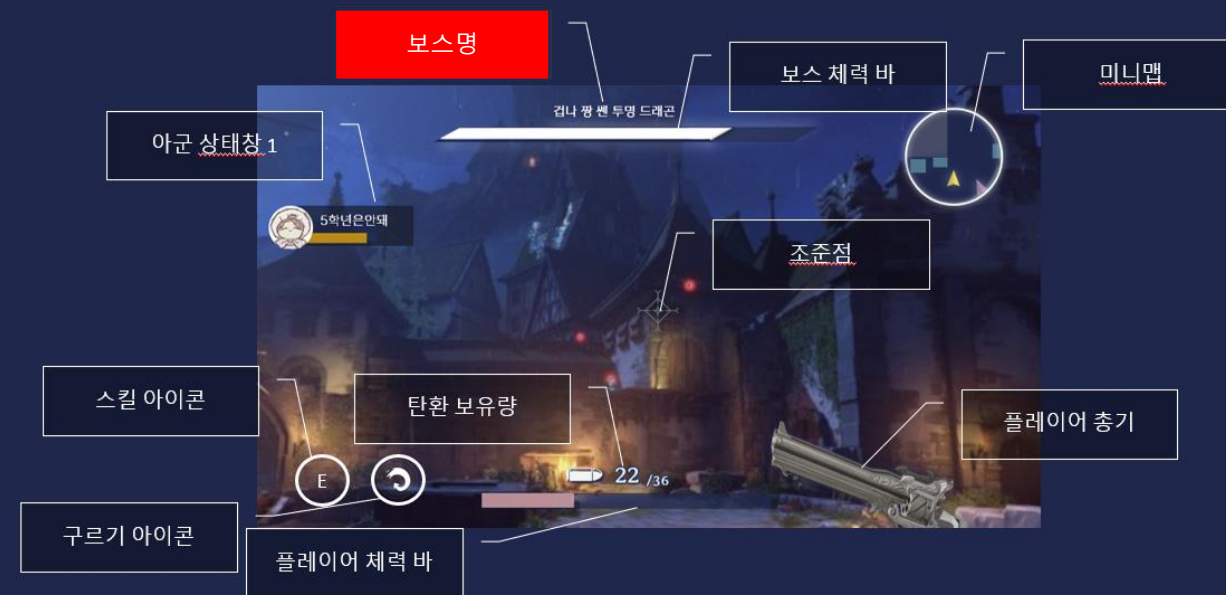 보스명
보스 체력 바
미니맵
겁나 짱 쎈 투명 드래곤
아군 상태창 1
5학년은안돼
조준점
스킬 아이콘
탄환 보유량
플레이어 총기
E
22 /36
구르기 아이콘
플레이어 체력 바